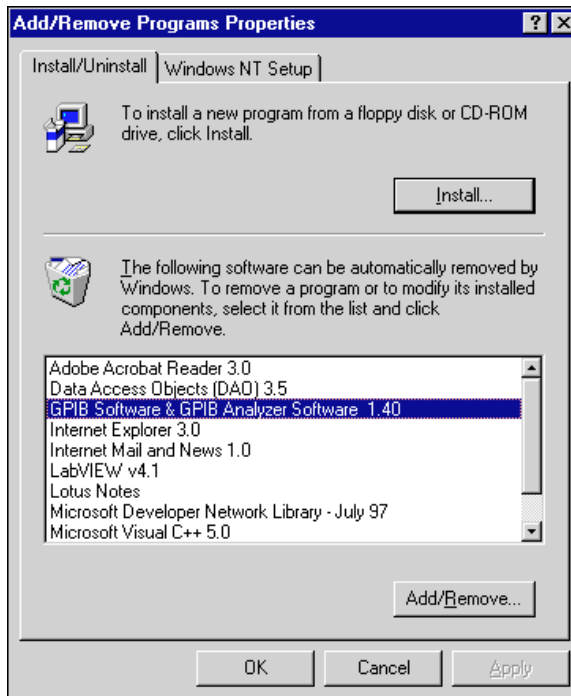 Add/Remove Programs Properties
Install/Uninstall
Windows NT Setup
To install a new program from a floppy disk or CD-ROM
drive, click Install.
Install...
The following software can be automatically removed by
Windows. To remove a program or to modify its installed
components, select it from the list and click
Add/Remove.
Adobe Acrobat Reader 3.0
Data Access Objects (DAO) 3.5
GPIB Software & GPIB Analyzer Software 1.40
Internet Explorer 3.0
Internet Mail and News 1.0
LabVIEW v4.1
Lotus Notes
Microsoft Developer Network Library - July 97
Microsoft Visual C++ 5.0
Add/Remove...
OK
Cancel
Apply